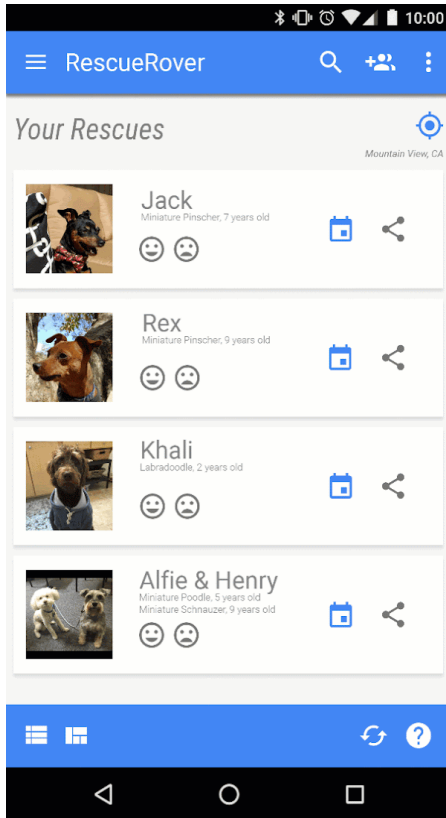 10:00
RescueRover
Your Rescues
Mountain View, CA
Jack
Miniature Pinscher, 7 years old
Rex
Miniature Pinscher, 9 years old
Khali
Labradoodle, 2 years old
Alfie & Henry
Miniature Poodle, 5 years old
Miniature Schnauzer, 9 years old